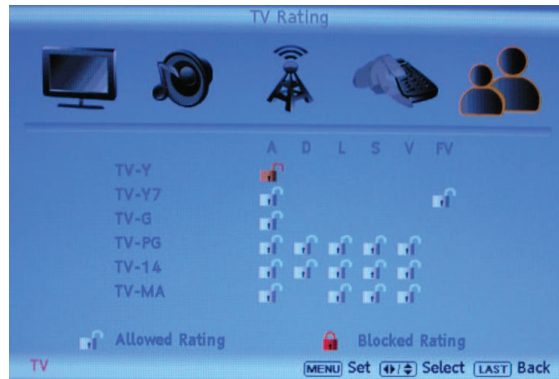 TV Rating
A D L S V FV
TV-Y
TV-Y7
TV-G
TV-PG
TV-14
TV-MA
Allowed Rating Blocked Rating
TV MENU Set / Select LAST Back